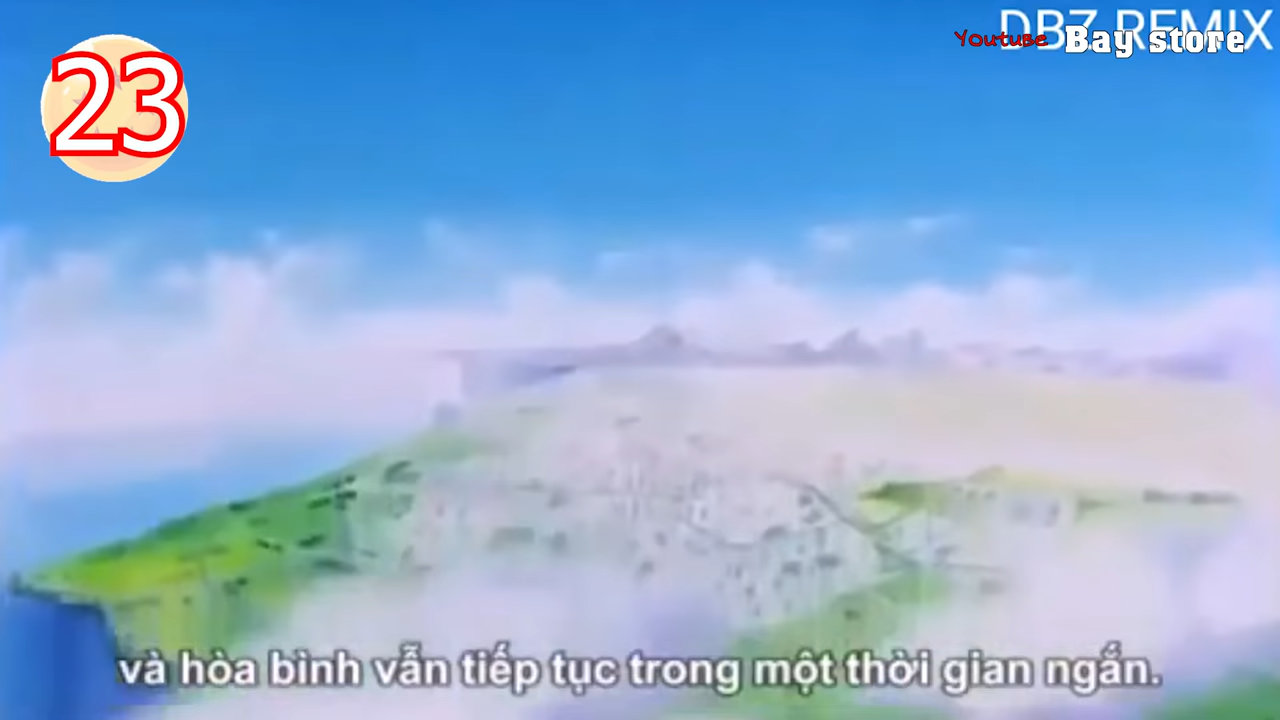 DBZ REMIX
Youtube Bay store
23
và hòa bình vẫn tiếp tục trong một thời gian ngắn.